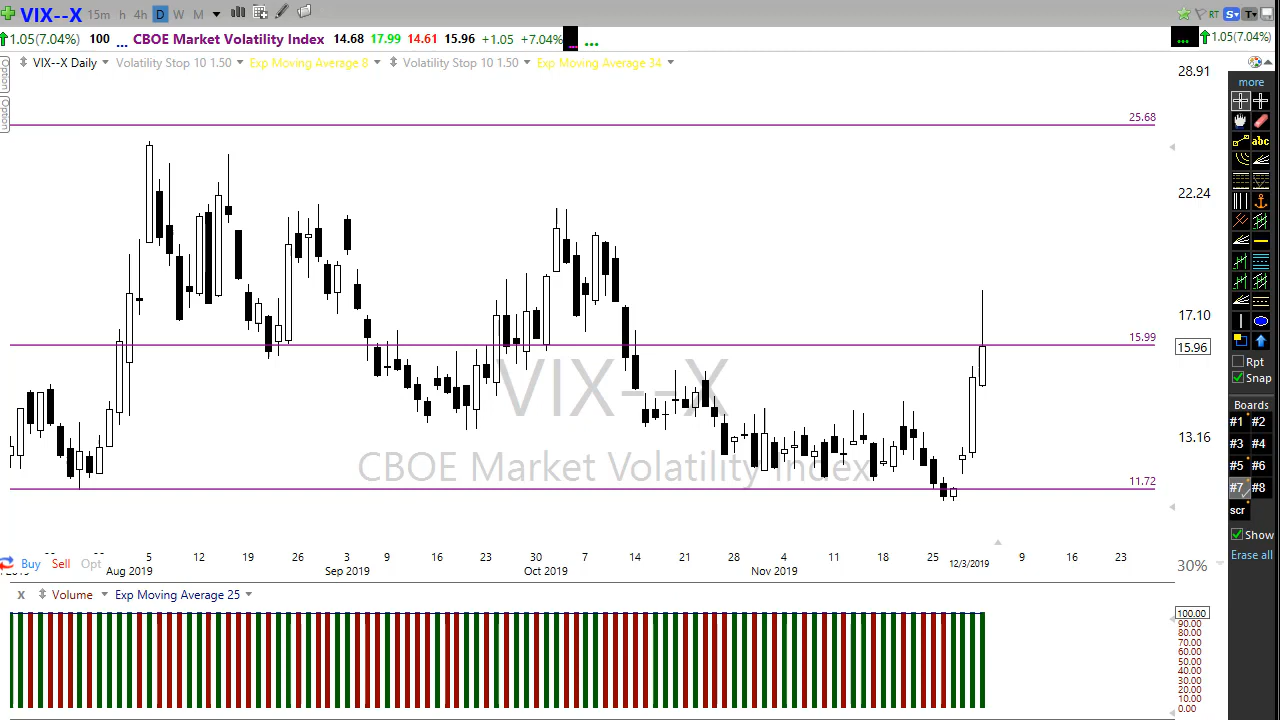 VIX--X 15m h 4h D W M RT S T
1.05(7.04%) 100 ... CBOE Market Volatility Index 14.68 17.99 14.61 15.96 +1.05 +7.04% ... ... ... 1.05(7.04%)
Option
Option
VIX--X Daily Volatility Stop 10 1.50 Exp Moving Average 8 Volatility Stop 10 1.50 Exp Moving Average 34
28.91
25.68
22.24
17.10
15.99
15.96
13.16
11.72
VIX--X
CBOE Market Volatility Index
5 12 19 26 3 9 16 23 30 7 14 21 28 4 11 18 25 12/3/2019 9 16 23
Aug 2019 Sep 2019 Oct 2019 Nov 2019
Buy Sell Opt
30%
X Volume Exp Moving Average 25
100.00
90.00
80.00
70.00
60.00
50.00
40.00
30.00
20.00
10.00
0.00
more
abc
Rpt
Snap
Boards
#1 #2
#3 #4
#5 #6
#7 #8
scr
Show
Erase all